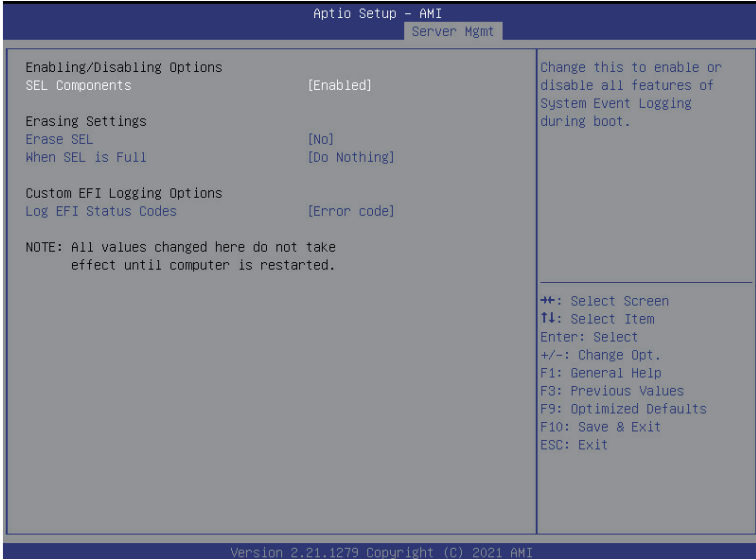 Aptio Setup – AMI
Server Mgmt
Enabling/Disabling Options
SEL Components [Enabled]
Erasing Settings
Erase SEL [No]
When SEL is Full [Do Nothing]
Custom EFI Logging Options
Log EFI Status Codes [Error code]
NOTE: All values changed here do not take
effect until computer is restarted.
Change this to enable or
disable all features of
System Event Logging
during boot.
→←: Select Screen
↑↓: Select Item
Enter: Select
+/-: Change Opt.
F1: General Help
F3: Previous Values
F9: Optimized Defaults
F10: Save & Exit
ESC: Exit
Version 2.21.1279 Copyright (C) 2021 AMI